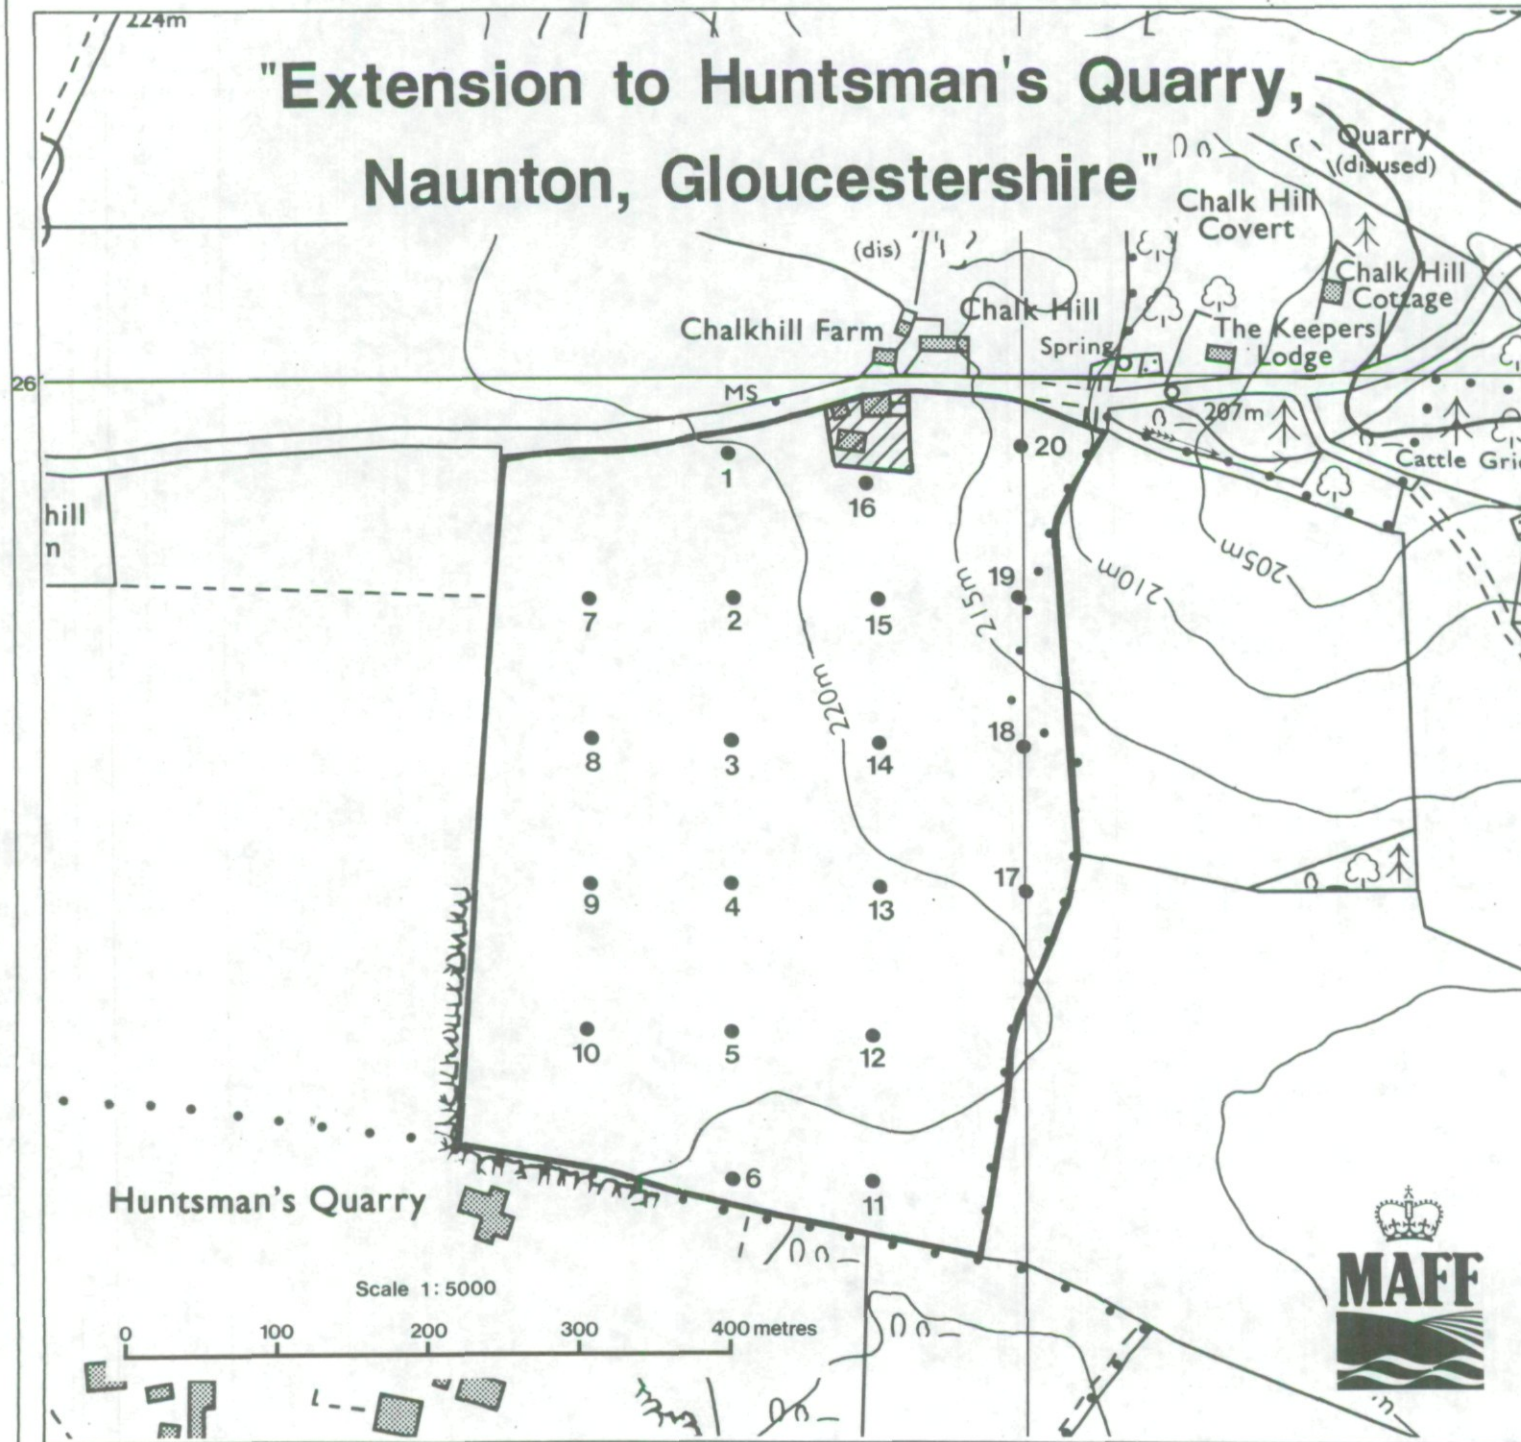 224m
"Extension to Huntsman's Quarry,
Naunton, Gloucestershire"
Quarry
(disused)
Chalk Hill
Covert
(dis)
Chalk Hill
Cottage
Chalk Hill
Chalkhill Farm
The Keepers
Lodge
Spring
26
MS
207m
20
Cattle Gri
1
16
hill
205m
19
210m
215m
7
2
15
220m
18
8
3
14
17
9
4
13
10
5
12
6
11
Huntsman's Quarry
Scale 1:5000
0 100 200 300 400 metres
MAFF